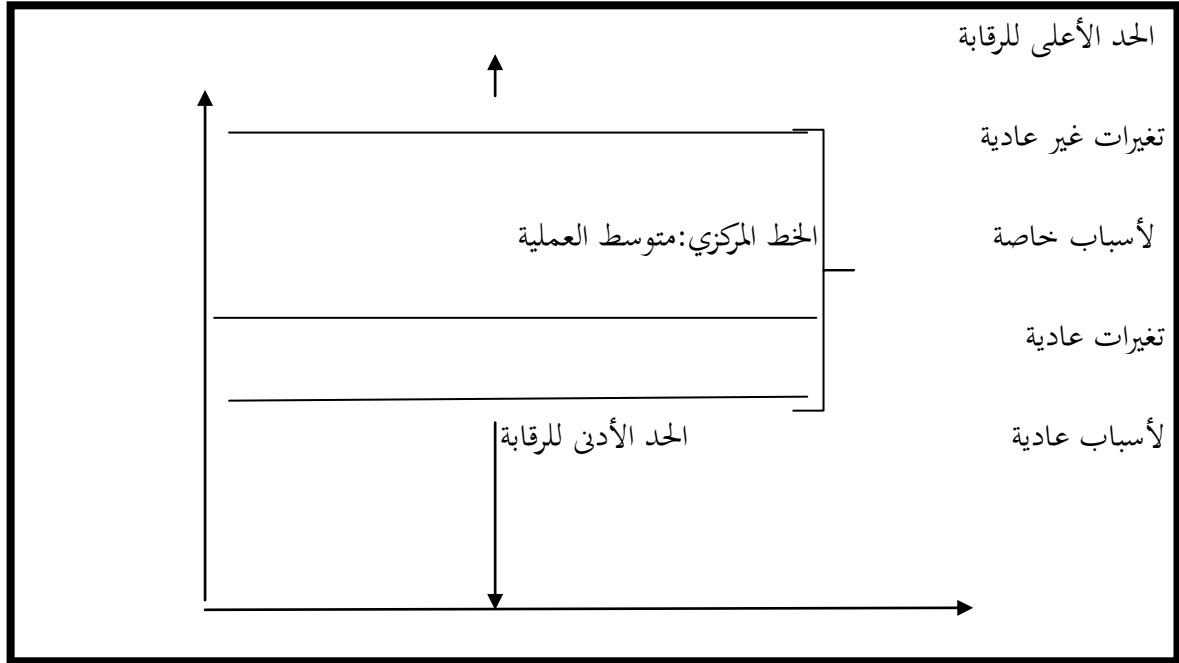 الحد الأعلى للرقابة
تغيرات غير عادية
لأسباب خاصة
الخط المركزي:متوسط العملية
تغيرات عادية
لأسباب عادية
الحد الأدنى للرقابة